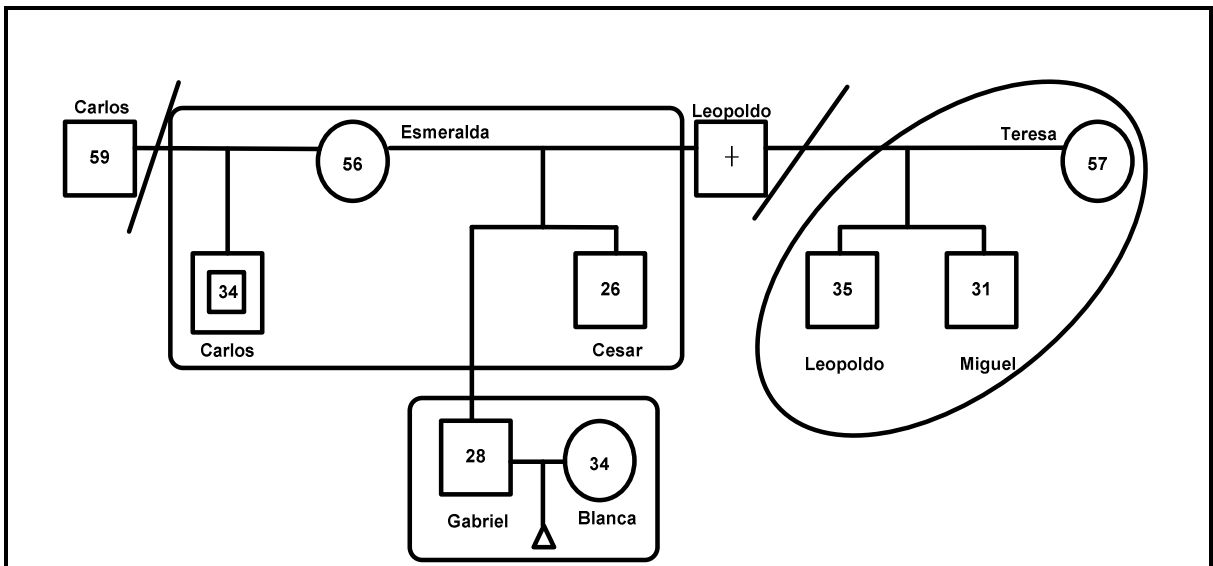 Carlos
59
56
Esmeralda
Leopoldo
Teresa
57
34
Carlos
26
Cesar
35
Leopoldo
31
Miguel
28
Gabriel
34
Blanca